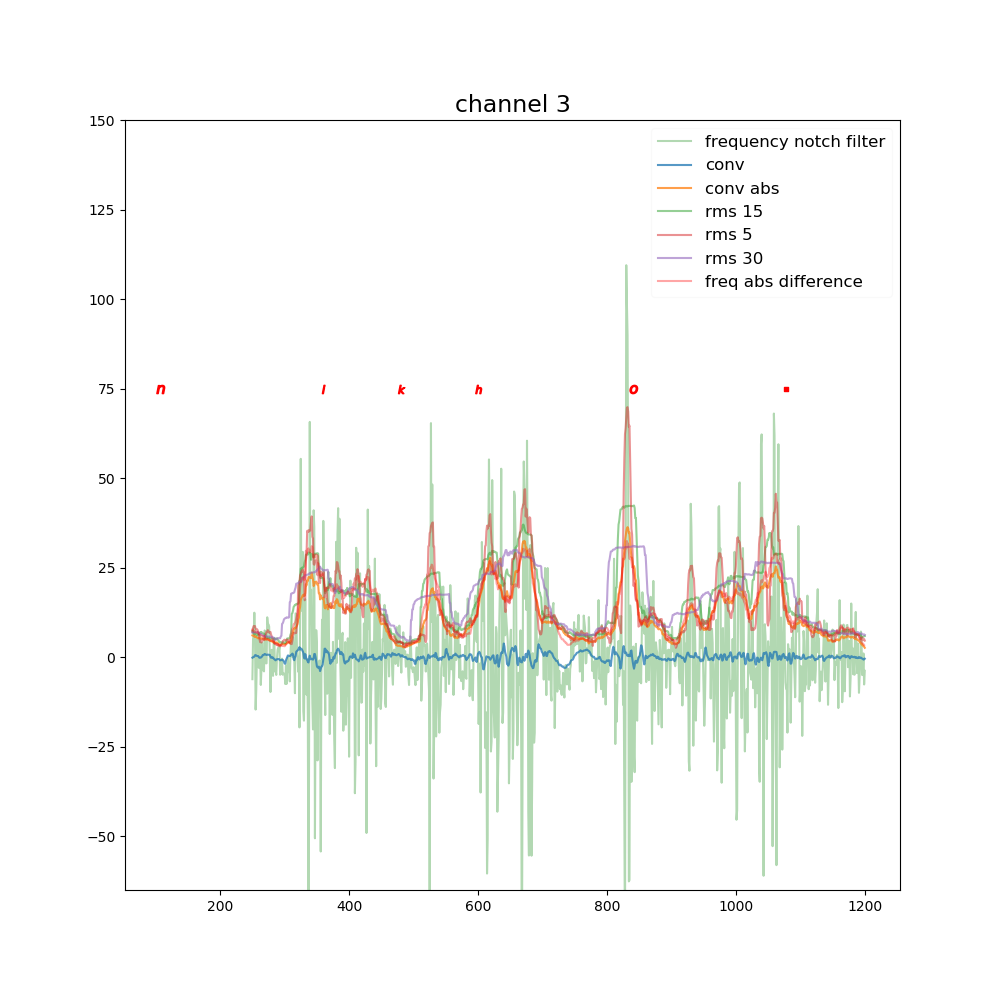 channel 3
150
125
100
75
50
25
0
−25
−50
200 400 600 800 1000 1200
frequency notch filter
conv
conv abs
rms 15
rms 5
rms 30
freq abs difference
n l k h o .